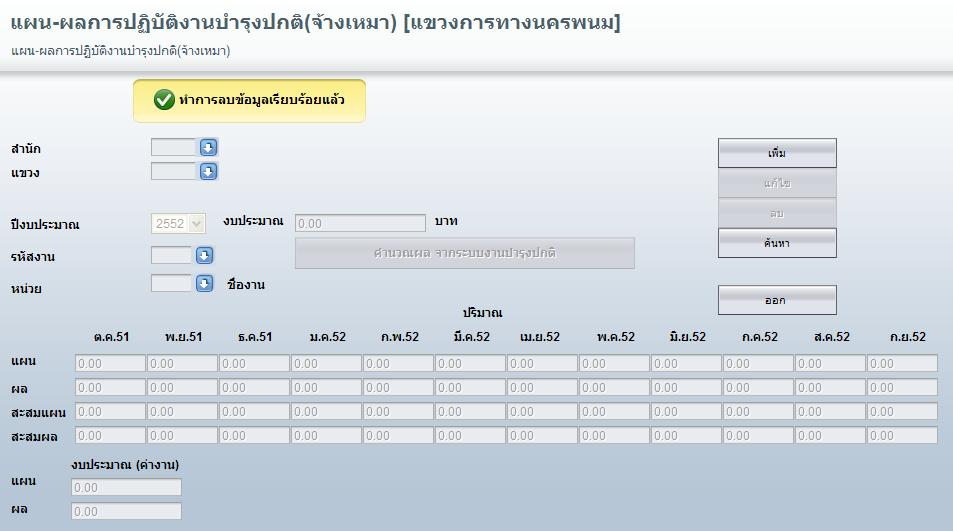 แผน-ผลการปฏิบัติงานบำรุงปกติ(จ้างเหมา) [แขวงการทางนครพนม]
แผน-ผลการปฏิบัติงานบำรุงปกติ(จ้างเหมา)
ทำการลบข้อมูลเรียบร้อยแล้ว
สำนัก
เพิ่ม
แขวง
แก้ไข
ลบ
ปีงบประมาณ 2552 งบประมาณ 0.00 บาท
ค้นหา
รหัสงาน คำนวณผล จากระบบงานบำรุงปกติ
หน่วย ชื่องาน
ออก
ปริมาณ
ต.ค.51 พ.ย.51 ธ.ค.51 ม.ค.52 ก.พ.52 มี.ค.52 เม.ย.52 พ.ค.52 มิ.ย.52 ก.ค.52 ส.ค.52 ก.ย.52
แผน 0.00 0.00 0.00 0.00 0.00 0.00 0.00 0.00 0.00 0.00 0.00 0.00
ผล 0.00 0.00 0.00 0.00 0.00 0.00 0.00 0.00 0.00 0.00 0.00 0.00
สะสมแผน 0.00 0.00 0.00 0.00 0.00 0.00 0.00 0.00 0.00 0.00 0.00 0.00
สะสมผล 0.00 0.00 0.00 0.00 0.00 0.00 0.00 0.00 0.00 0.00 0.00 0.00
งบประมาณ (ค่างาน)
แผน 0.00
ผล 0.00